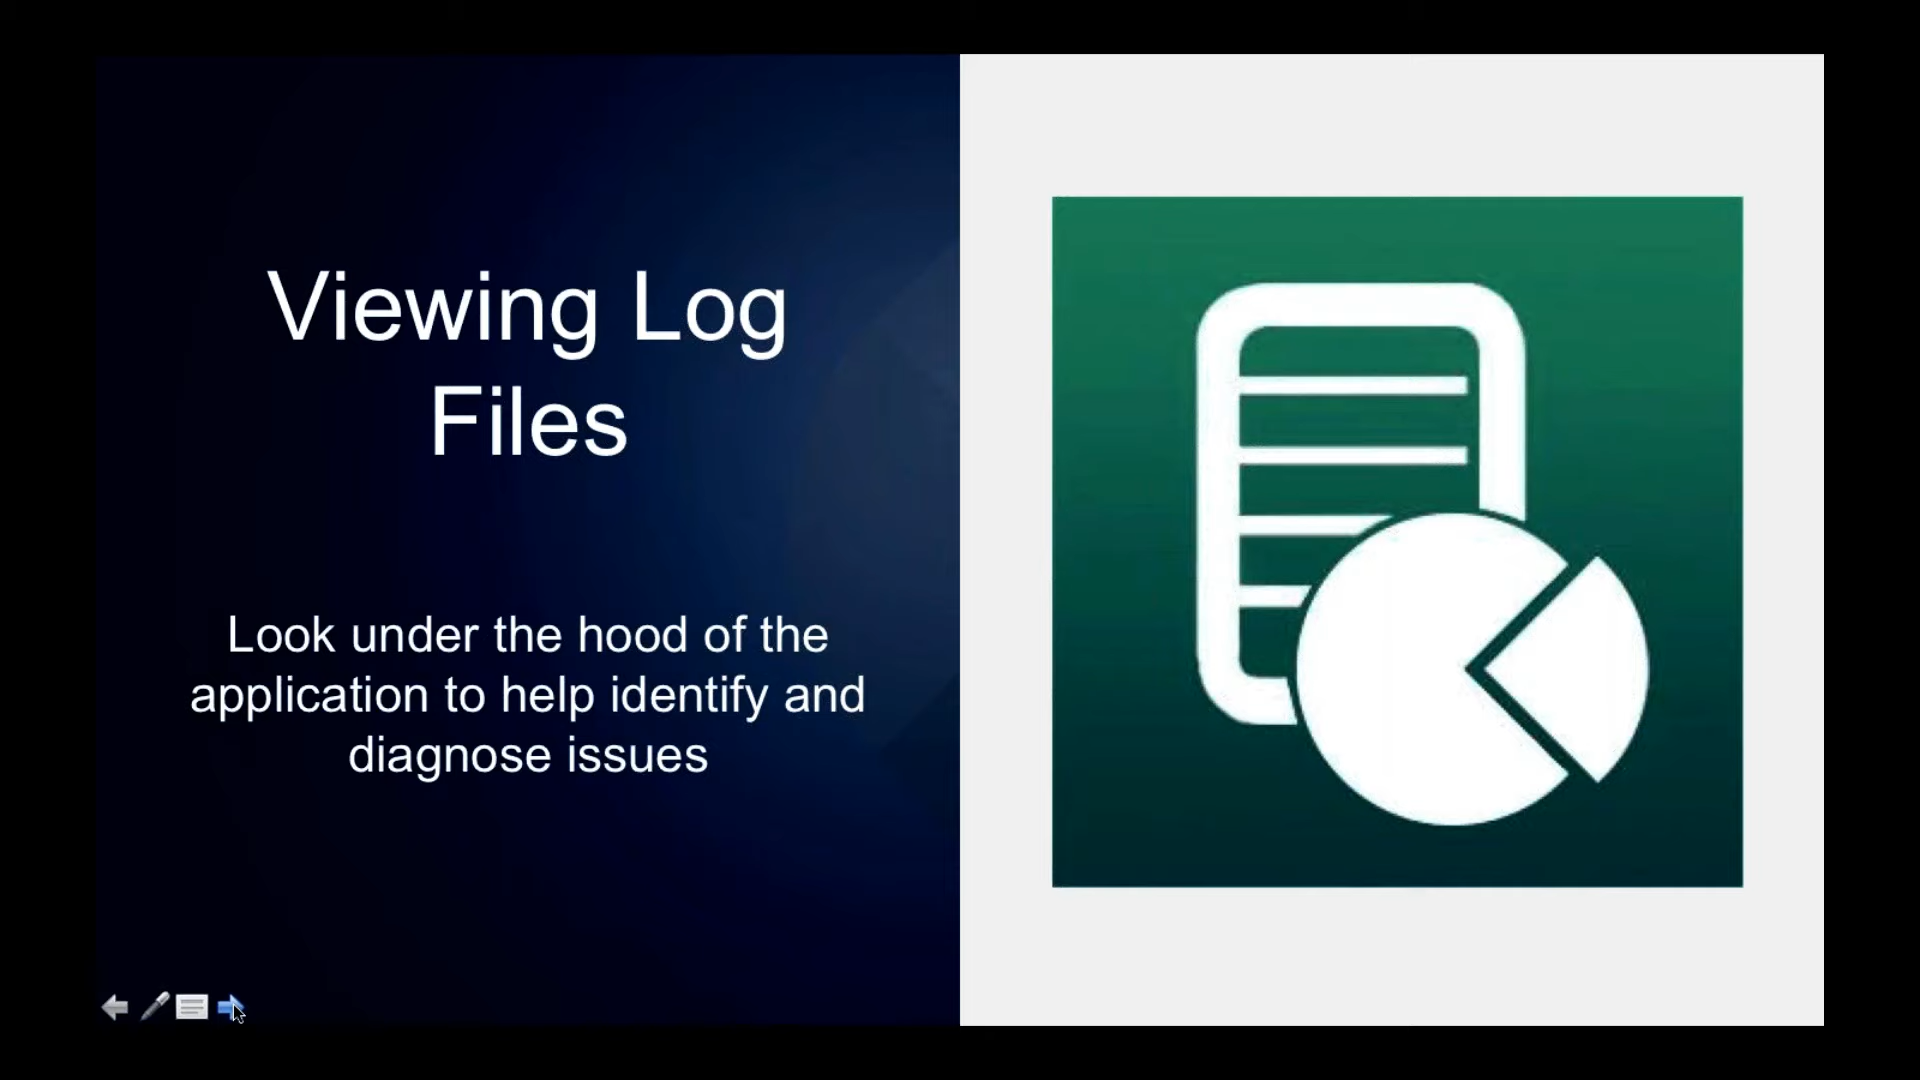 Viewing Log
Files
Look under the hood of the
application to help identify and
diagnose issues